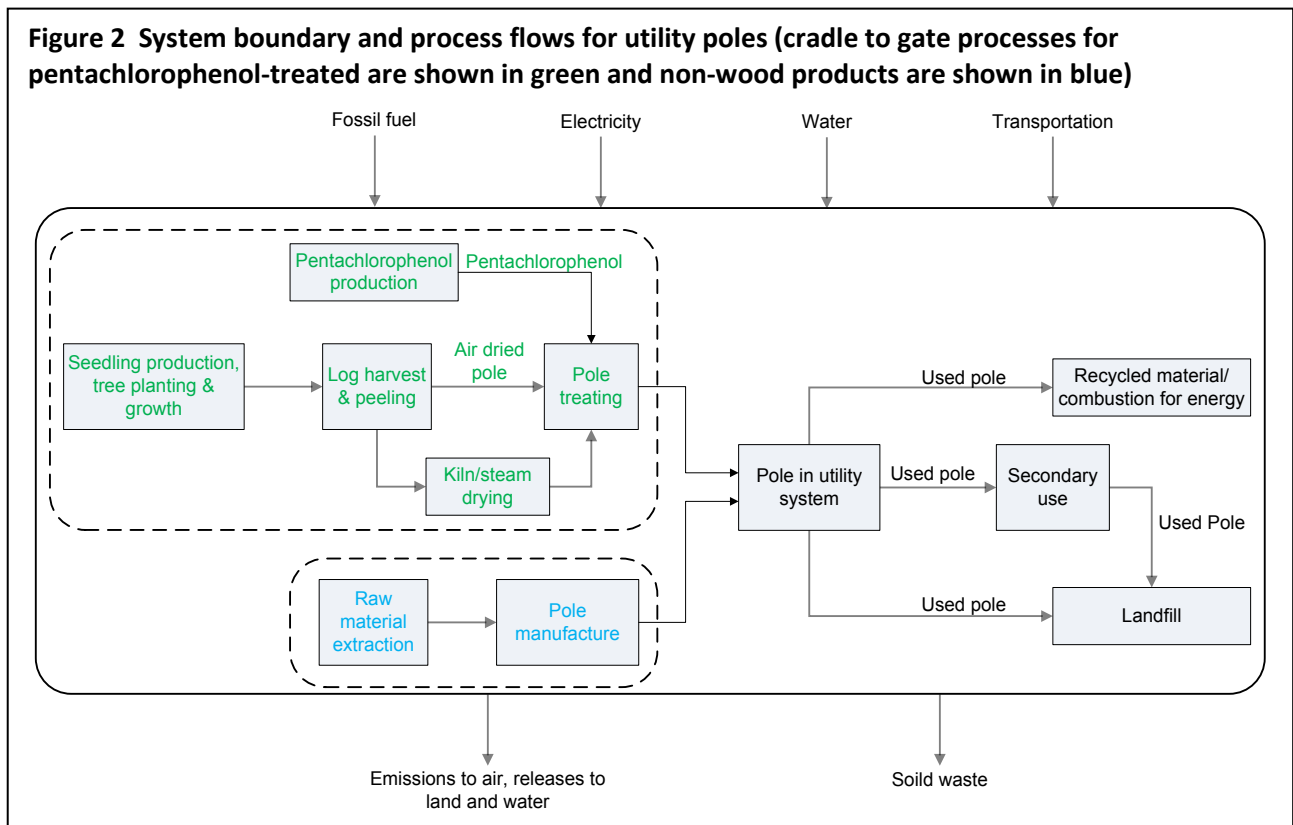 Figure 2  System boundary and process flows for utility poles (cradle to gate processes for
pentachlorophenol-treated are shown in green and non-wood products are shown in blue)
Fossil fuel
Electricity
Water
Transportation
Pentachlorophenol
production
Pentachlorophenol
Seedling production,
tree planting &
growth
Log harvest
& peeling
Air dried
pole
Pole
treating
Kiln/steam
drying
Raw
material
extraction
Pole
manufacture
Pole in utility
system
Used pole
Recycled material/
combustion for energy
Used pole
Secondary
use
Used Pole
Used pole
Landfill
Emissions to air, releases to
land and water
Soild waste